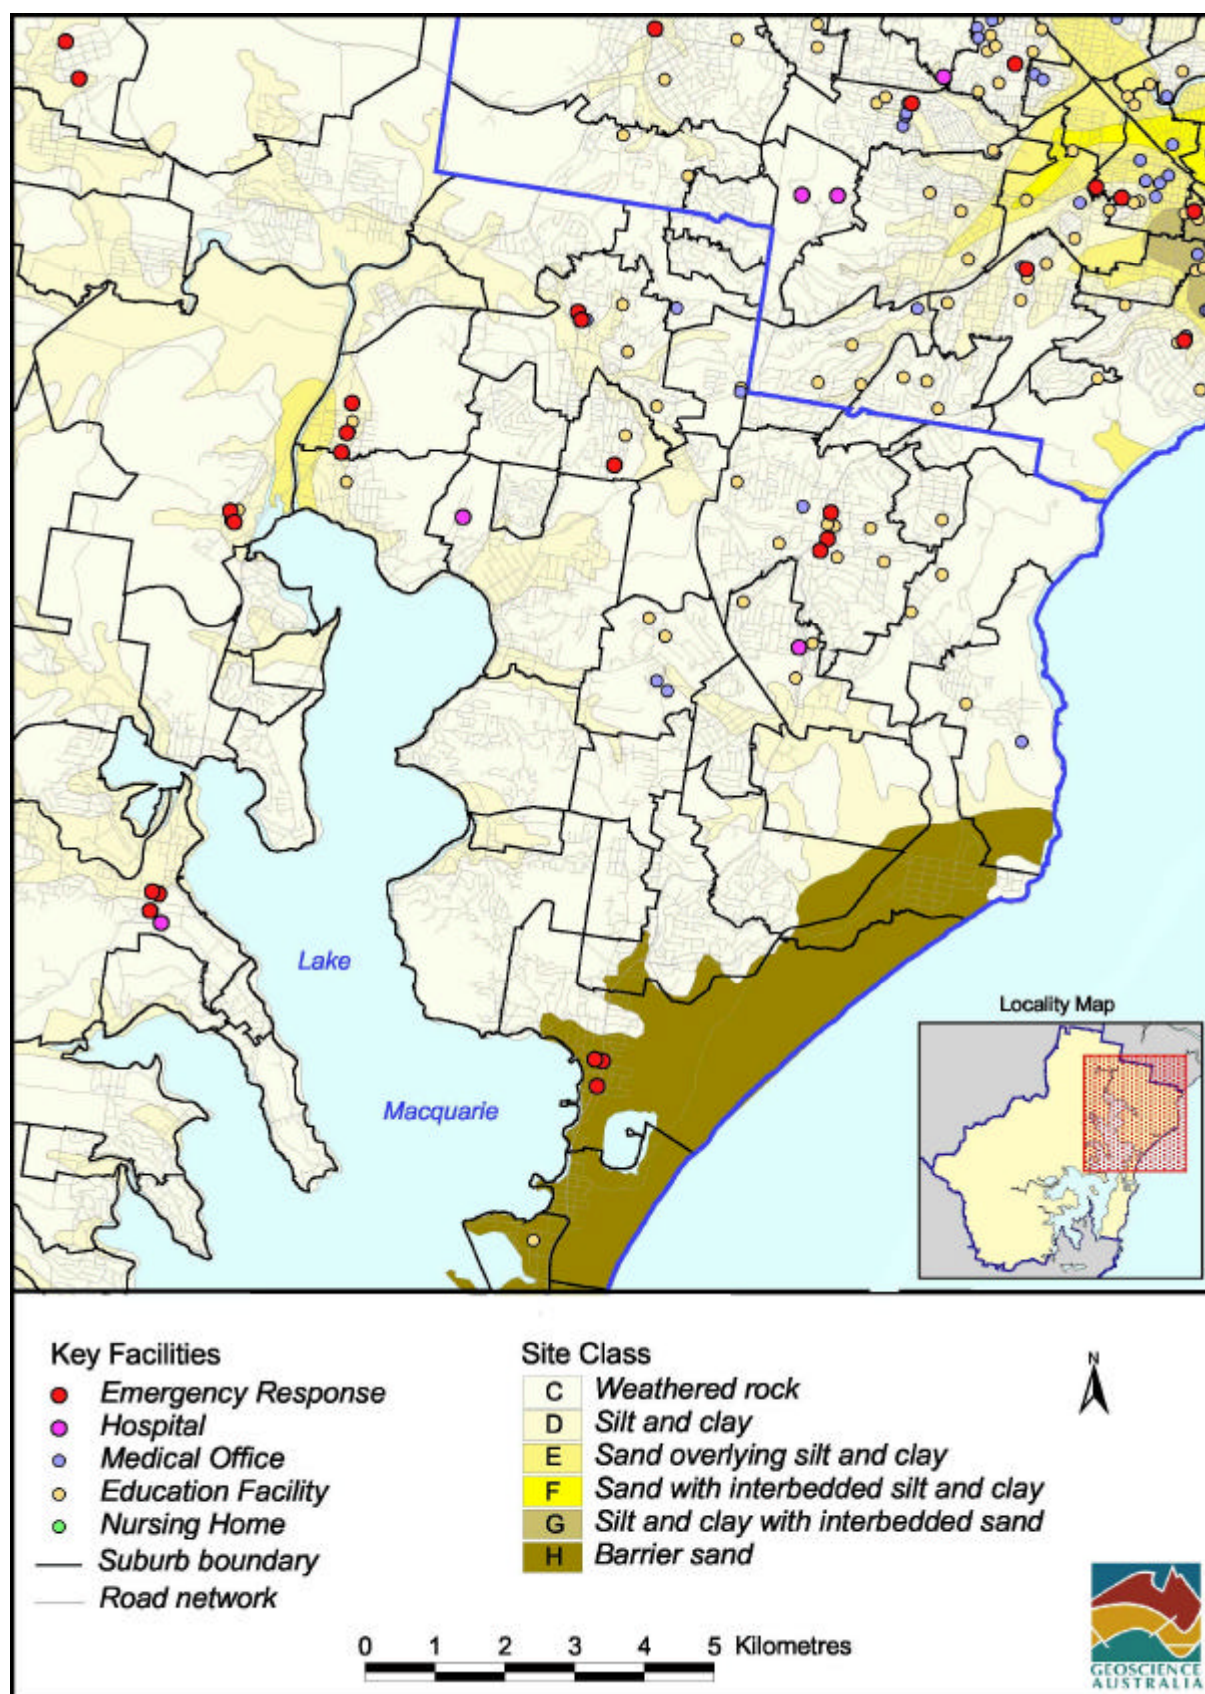 Lake
Macquarie
Locality Map
Key Facilities
Emergency Response
Hospital
Medical Office
Education Facility
Nursing Home
Suburb boundary
Road network
Site Class
C Weathered rock
D Silt and clay
E Sand overlying silt and clay
F Sand with interbedded silt and clay
G Silt and clay with interbedded sand
H Barrier sand
N
0 1 2 3 4 5 Kilometres
GEOSCIENCE
AUSTRALIA